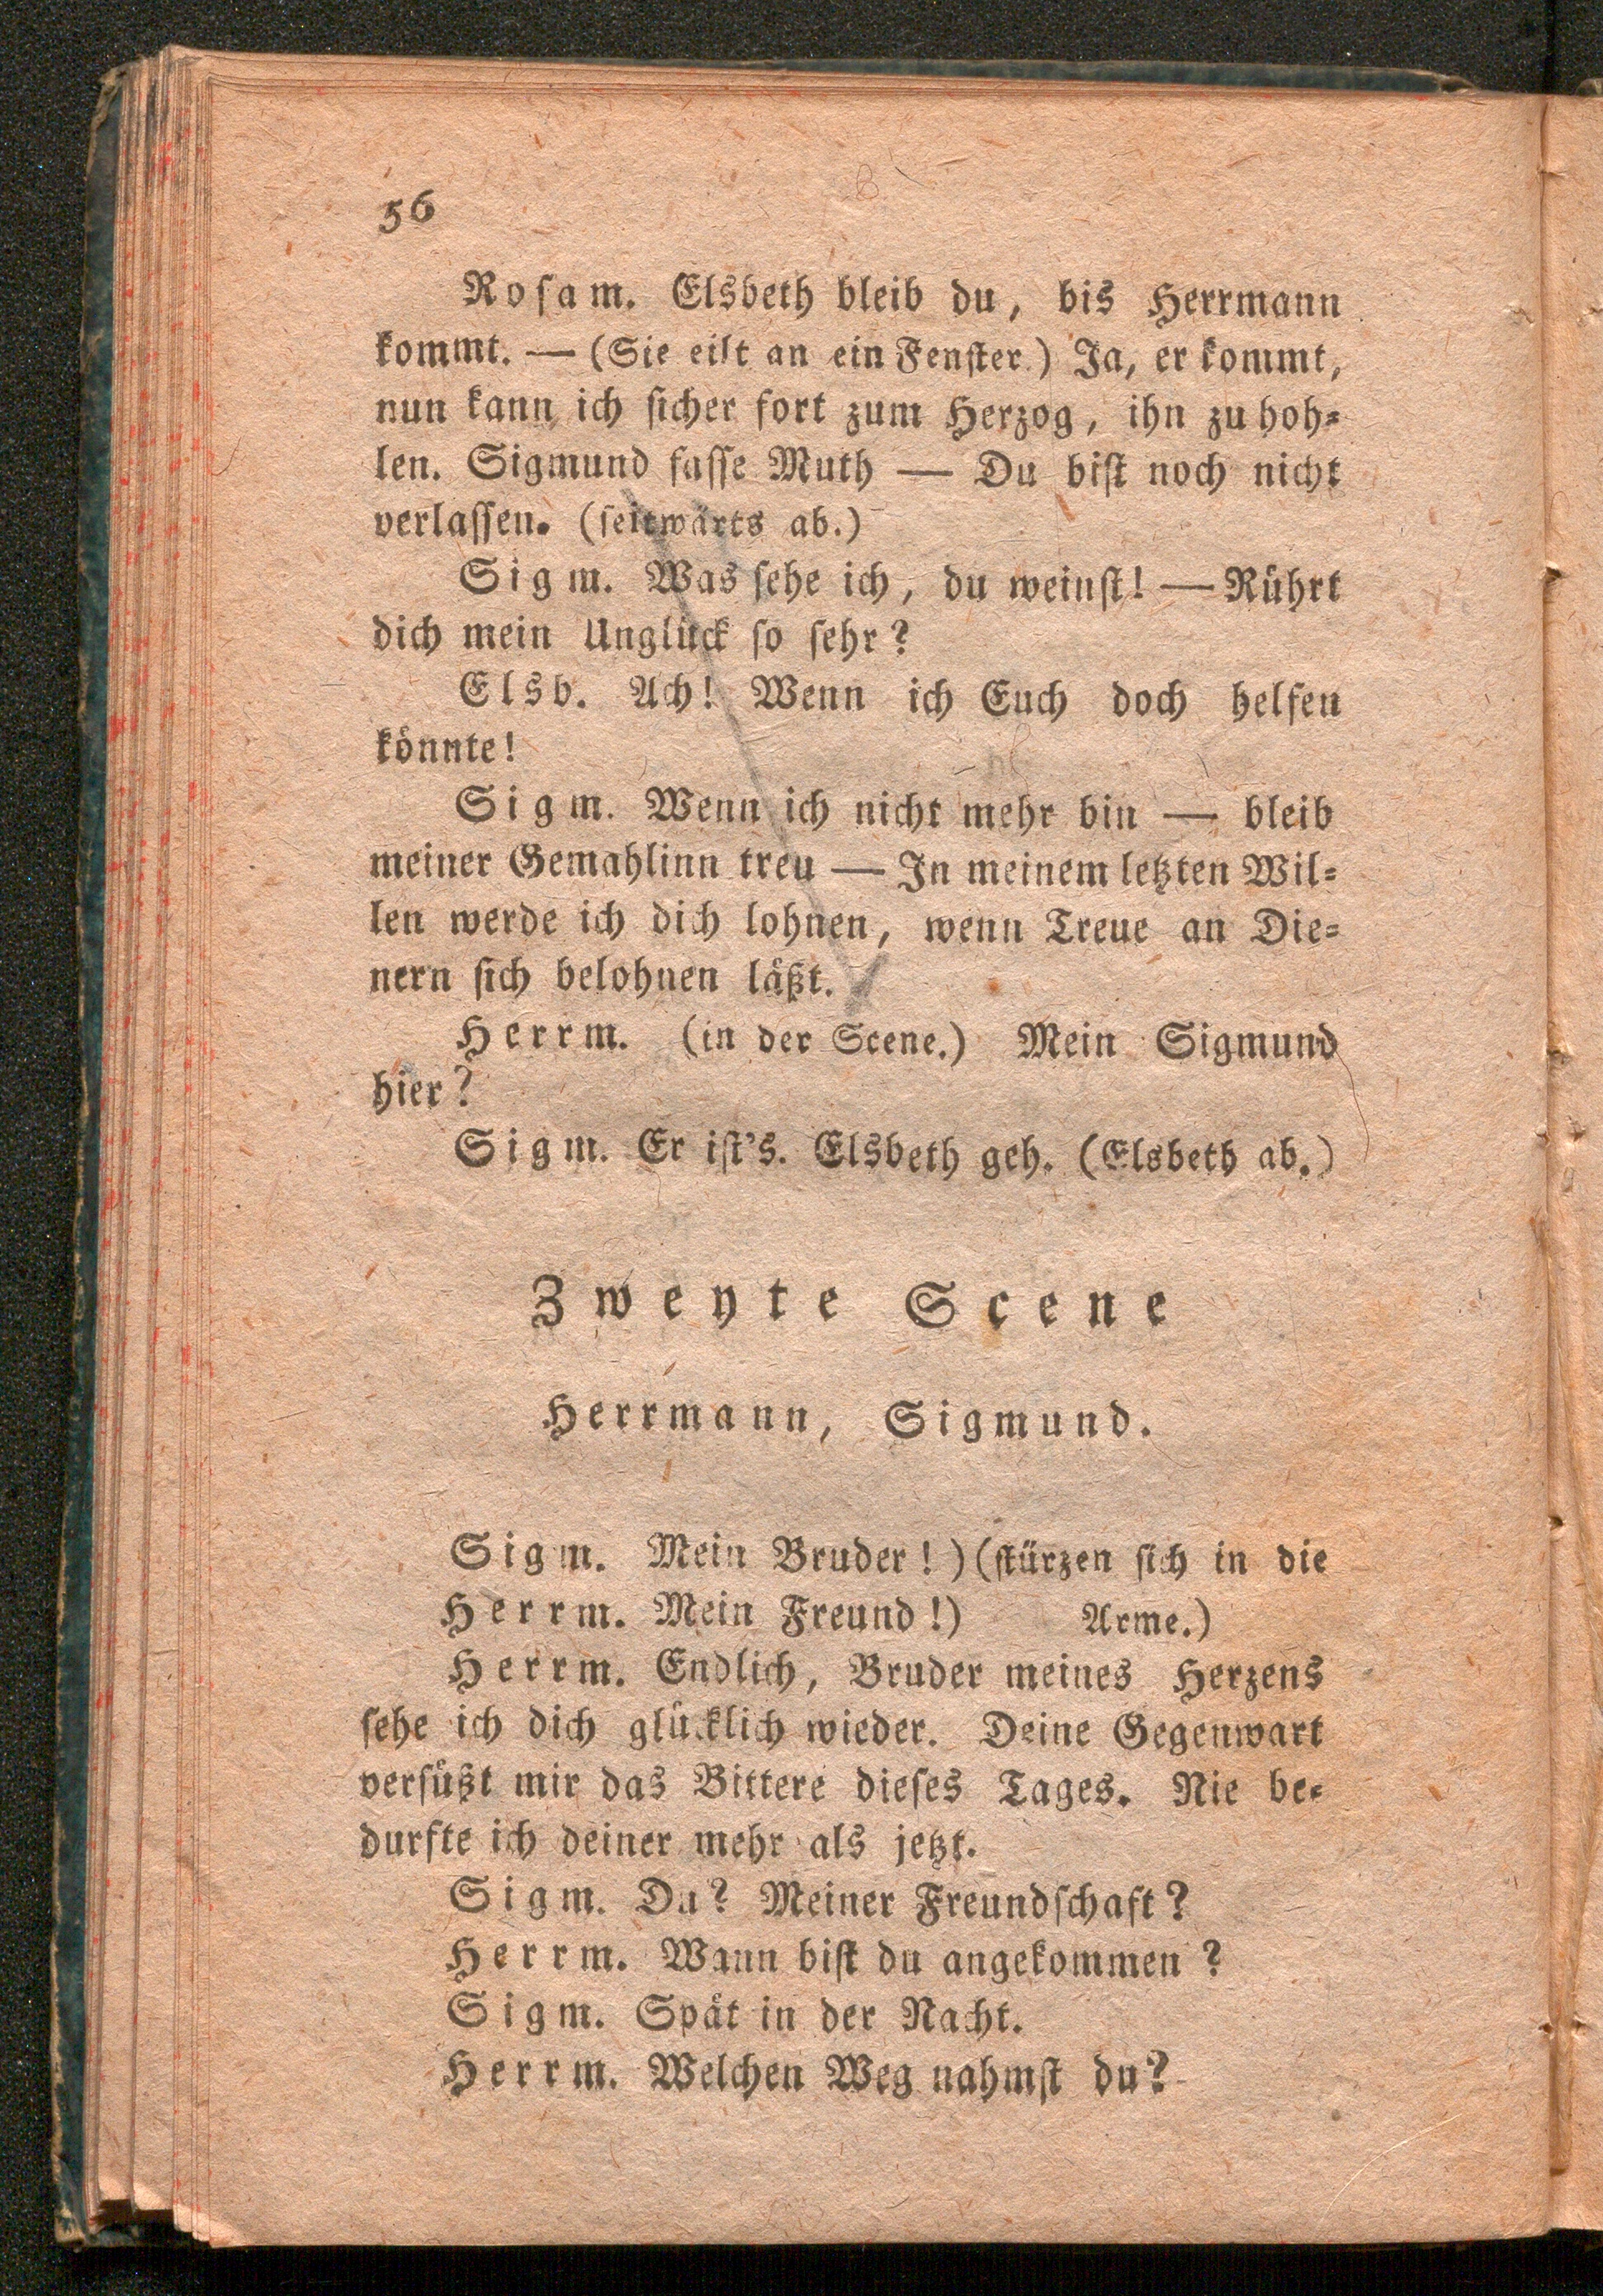 56
Rosam. Elsbeth bleib du, bis Herrmann
kommt. — (Sie eilt an ein Fenster.) Ja, er kommt,
nun kann ich sicher fort zum Herzog, ihn zu hoh=
len. Sigmund fasse Muth — Du bist noch nicht
verlassen. (seitwärts ab.)
Sigm. Was sehe ich, du weinst! — Rührt
dich mein Unglück so sehr?
Elsb. Ach! Wenn ich Euch doch helfen
könnte!
Sigm. Wenn ich nicht mehr bin — bleib
meiner Gemahlinn treu — In meinem letzten Wil=
len werde ich dich lohnen, wenn Treue an Die=
nern sich belohnen läßt.
Herrm. (in der Scene.) Mein Sigmund
hier?
Sigm. Er ist's. Elsbeth geh. (Elsbeth ab.)
Zweyte Scene
Herrmann, Sigmund.
Sigm. Mein Bruder!) (stürzen sich in die
Herrm. Mein Freund!) Arme.)
Herrm. Endlich, Bruder meines Herzens
sehe ich dich glücklich wieder. Deine Gegenwart
versüßt mir das Bittere dieses Tages. Nie be=
durfte ich deiner mehr als jetzt.
Sigm. Du? Meiner Freundschaft?
Herrm. Wann bist du angekommen?
Sigm. Spät in der Nacht.
Herrm. Welchen Weg nahmst du?